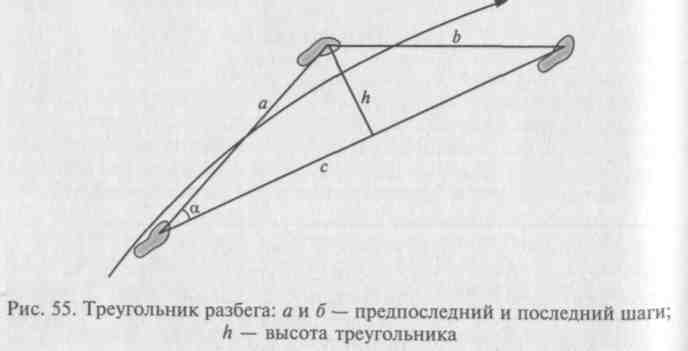 b
a
h
c
α
Рис. 55. Треугольник разбега: а и б — предпоследний и последний шаги;
h — высота треугольника